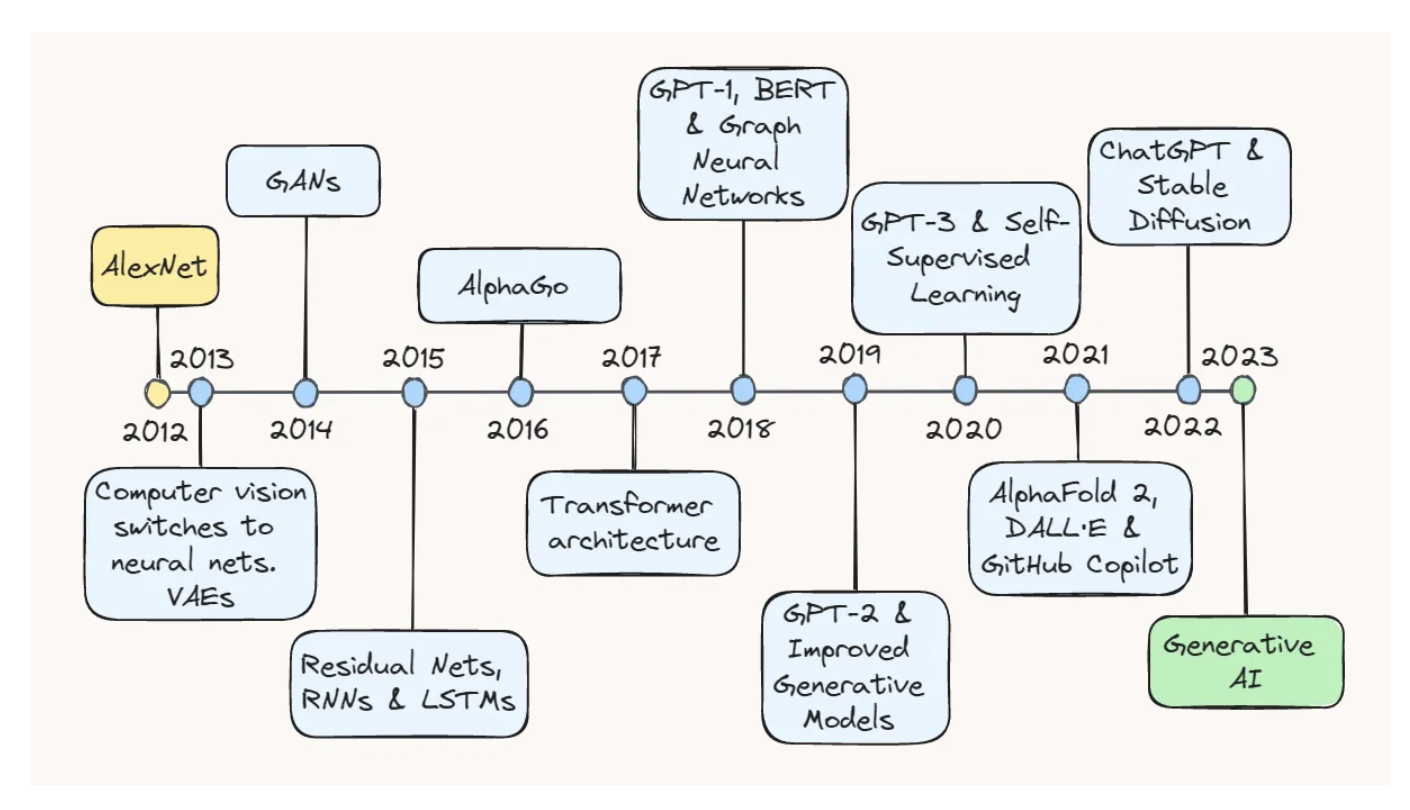 GPT-1, BERT
& Graph
Neural
Networks
ChatGPT &
Stable
Diffusion
GANs
GPT-3 & Self-
Supervised
Learning
AlexNet
AlphaGo
2013
2015
2017
2019
2021
2023
2012
2014
2016
2018
2020
2022
Computer vision
switches to
neural nets.
VAEs
Transformer
architecture
AlphaFold 2,
DALL·E &
GitHub Copilot
GPT-2 &
Improved
Generative
Models
Residual Nets,
RNNs & LSTMs
Generative
AI